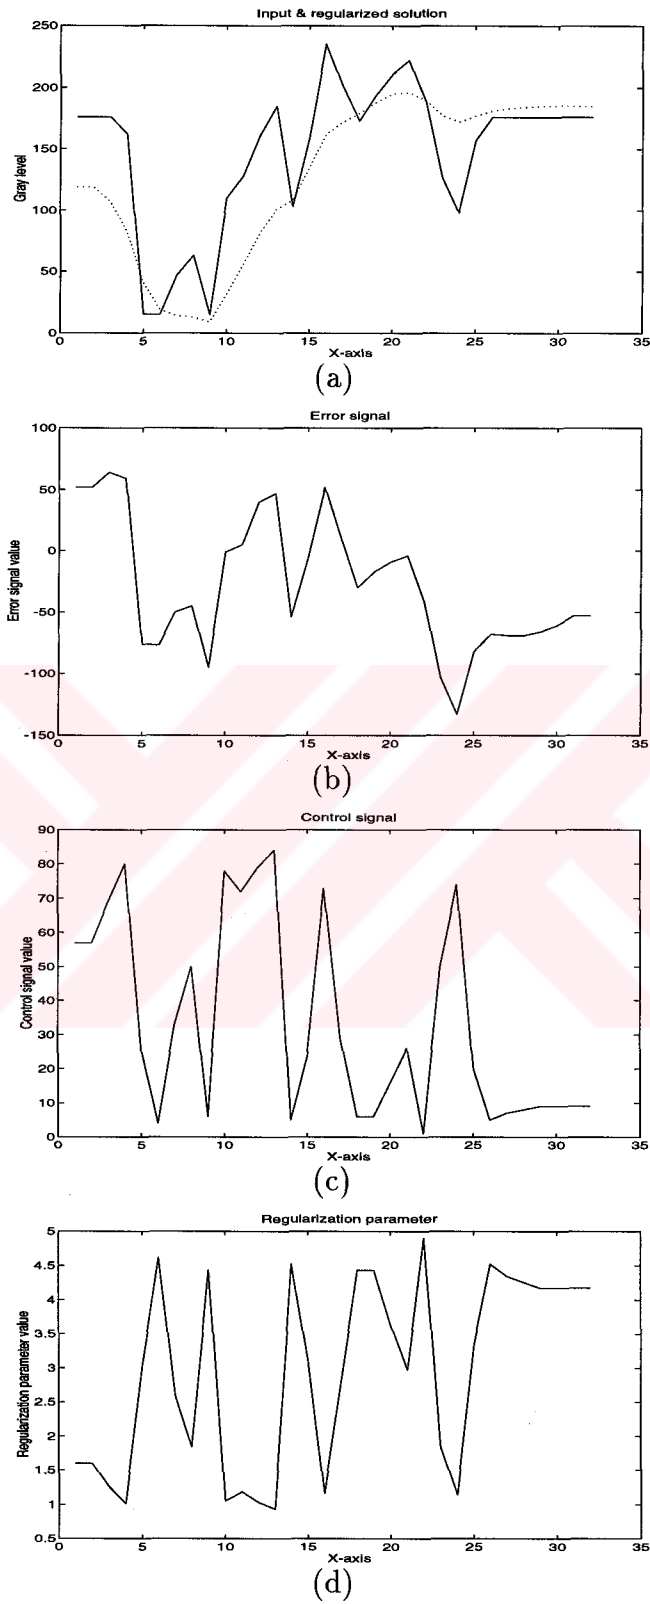 Input & regularized solution
250
200
150
100
50
0
Gray level
0 5 10 15 20 25 30 35
X-axis
(a)
Error signal
100
50
0
-50
-100
-150
Error signal value
0 5 10 15 20 25 30 35
X-axis
(b)
Control signal
90
80
70
60
50
40
30
20
10
0
Control signal value
0 5 10 15 20 25 30 35
X-axis
(c)
Regularization parameter
5
4.5
4
3.5
3
2.5
2
1.5
1
0.5
Regularization parameter value
0 5 10 15 20 25 30 35
X-axis
(d)